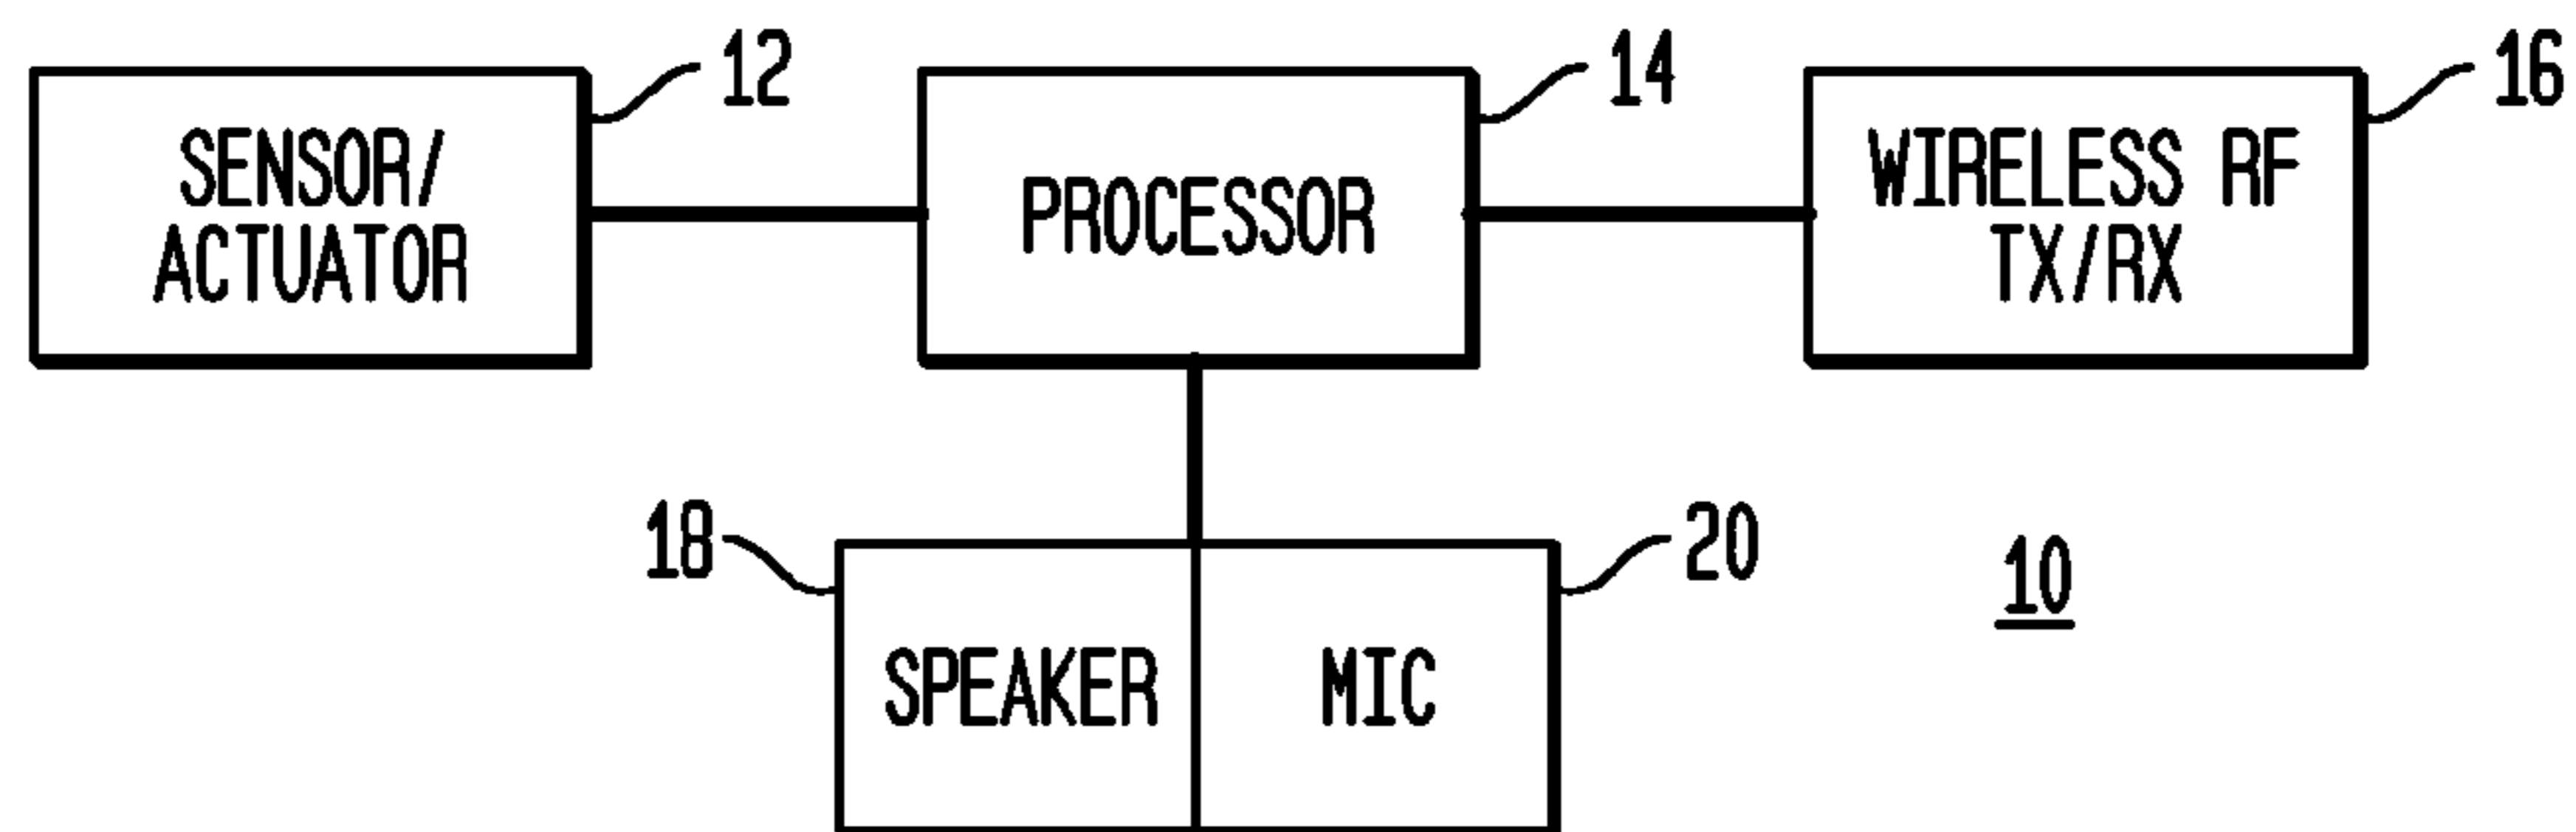 12
14
16
SENSOR/
ACTUATOR
PROCESSOR
WIRELESS RF
TX/RX
18
20
10
SPEAKER
MIC